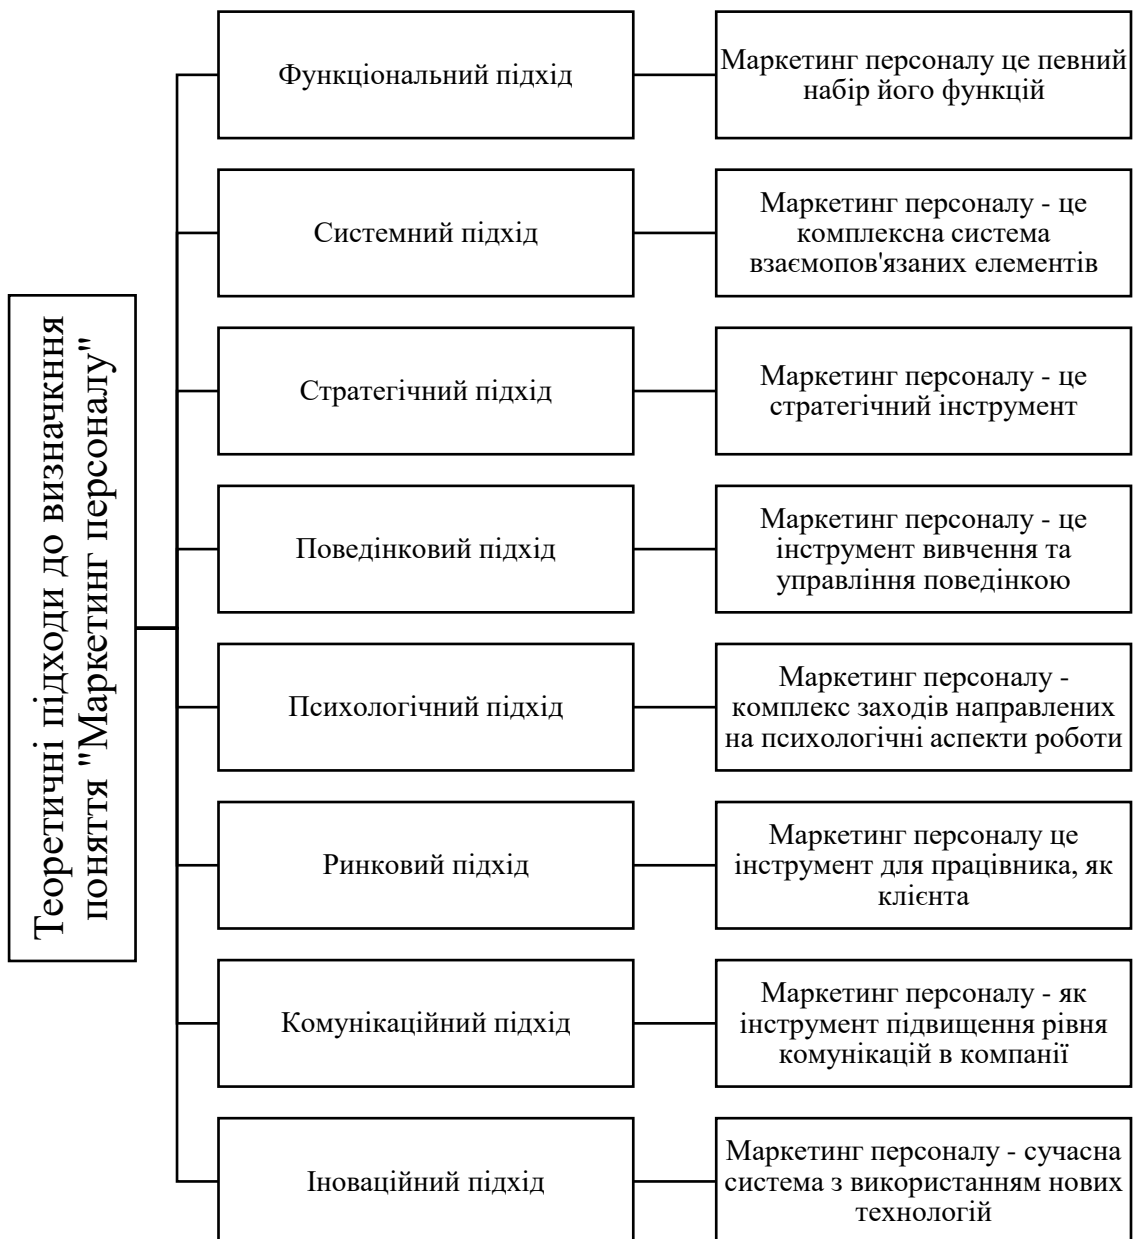 Теоретичні підходи до визначкння
поняття "Маркетинг персоналу"
Функціональний підхід
Маркетинг персоналу це певний
набір його функцій
Системний підхід
Маркетинг персоналу - це
комплексна система
взаємопов'язаних елементів
Стратегічний підхід
Маркетинг персоналу - це
стратегічний інструмент
Поведінковий підхід
Маркетинг персоналу - це
інструмент вивчення та
управління поведінкою
Психологічний підхід
Маркетинг персоналу -
комплекс заходів направлених
на психологічні аспекти роботи
Ринковий підхід
Маркетинг персоналу це
інструмент для працівника, як
клієнта
Комунікаційний підхід
Маркетинг персоналу - як
інструмент підвищення рівня
комунікацій в компанії
Іноваційний підхід
Маркетинг персоналу - сучасна
система з використанням нових
технологій